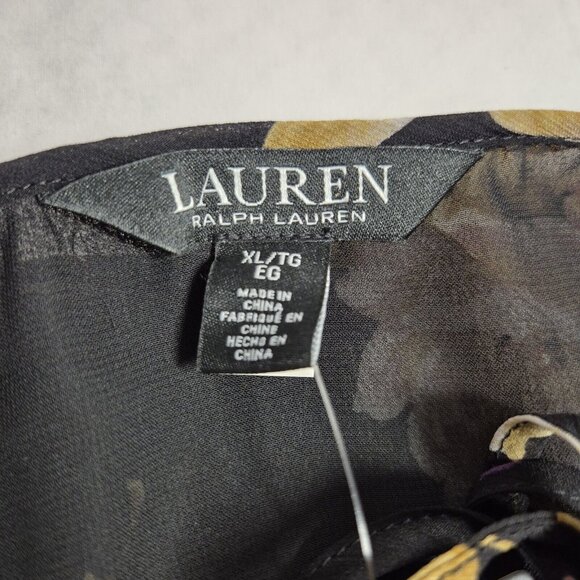 LAUREN
RALPH LAUREN
XL/TG
EG
MADE IN
CHINA
FABRIQUÉ EN
CHINE
HECHO EN
CHINA